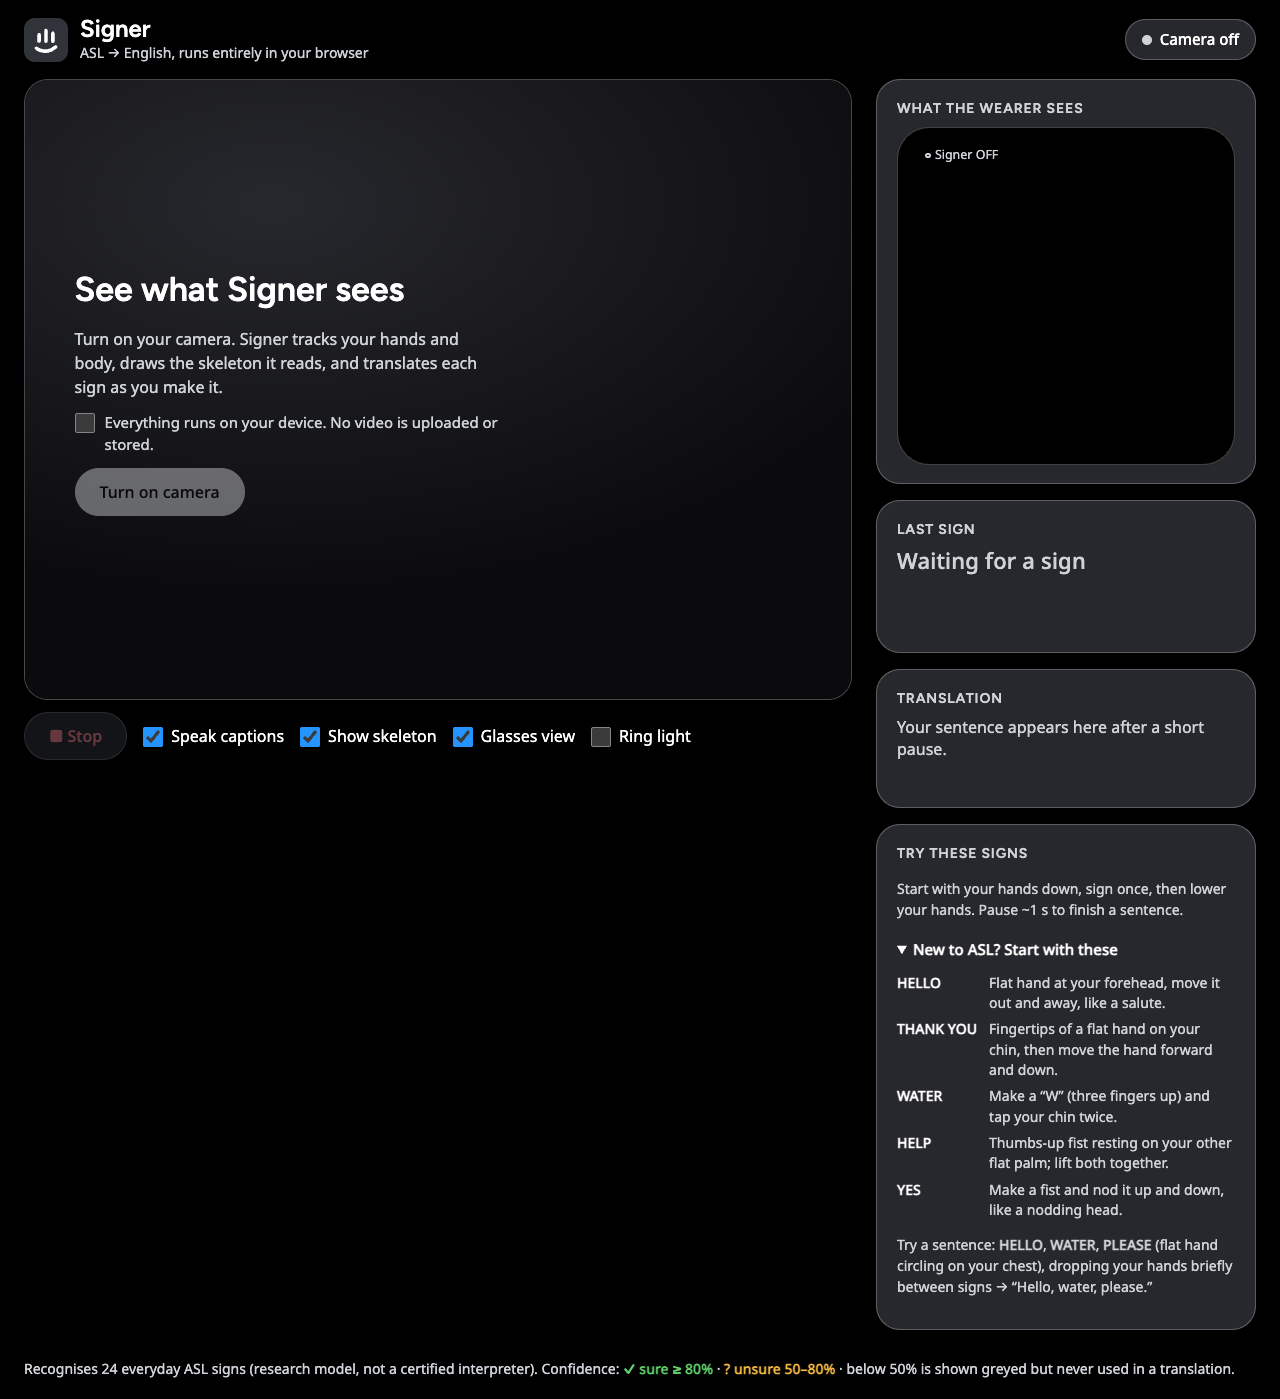 Signer
ASL → English, runs entirely in your browser
Camera off
See what Signer sees
Turn on your camera. Signer tracks your hands and
body, draws the skeleton it reads, and translates each
sign as you make it.
Everything runs on your device. No video is uploaded or
stored.
Turn on camera
Stop
Speak captions
Show skeleton
Glasses view
Ring light
WHAT THE WEARER SEES
Signer OFF
LAST SIGN
Waiting for a sign
TRANSLATION
Your sentence appears here after a short
pause.
TRY THESE SIGNS
Start with your hands down, sign once, then lower
your hands. Pause ~1 s to finish a sentence.
▼ New to ASL? Start with these
HELLO Flat hand at your forehead, move it
out and away, like a salute.
THANK YOU Fingertips of a flat hand on your
chin, then move the hand forward
and down.
WATER Make a “W” (three fingers up) and
tap your chin twice.
HELP Thumbs-up fist resting on your other
flat palm; lift both together.
YES Make a fist and nod it up and down,
like a nodding head.
Try a sentence: HELLO, WATER, PLEASE (flat hand
circling on your chest), dropping your hands briefly
between signs → “Hello, water, please.”
Recognises 24 everyday ASL signs (research model, not a certified interpreter). Confidence: ✓ sure ≥ 80% · ? unsure 50–80% · below 50% is shown greyed but never used in a translation.